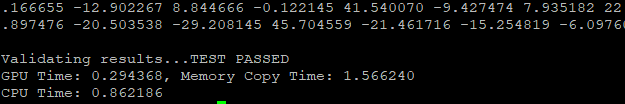 .166655 -12.902267 8.844666 -0.122145 41.540070 -9.427474 7.935182 22
.897476 -20.503538 -29.208145 45.704559 -21.461716 -15.254819 -6.0976
Validating results...TEST PASSED
GPU Time: 0.294368, Memory Copy Time: 1.566240
CPU Time: 0.862186